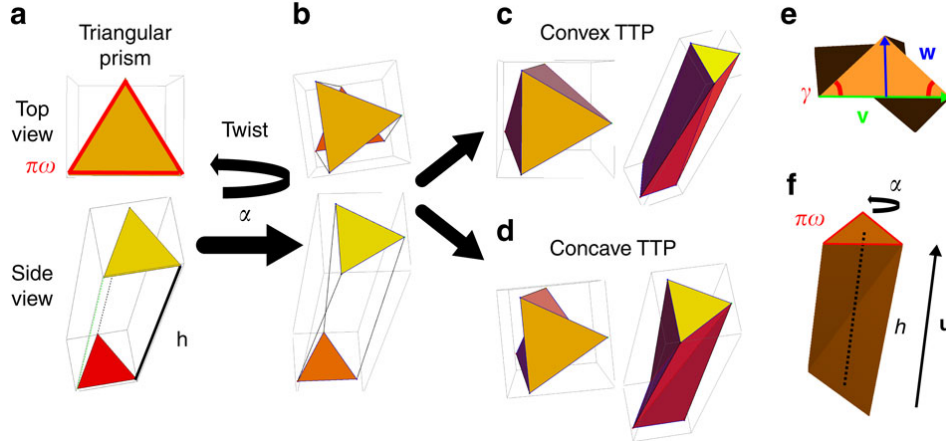 a
Triangular
prism
Top
view
πω
Side
view
h
b
Twist
α
c
Convex TTP
d
Concave TTP
e
γ
v
w
f
α
πω
h
u